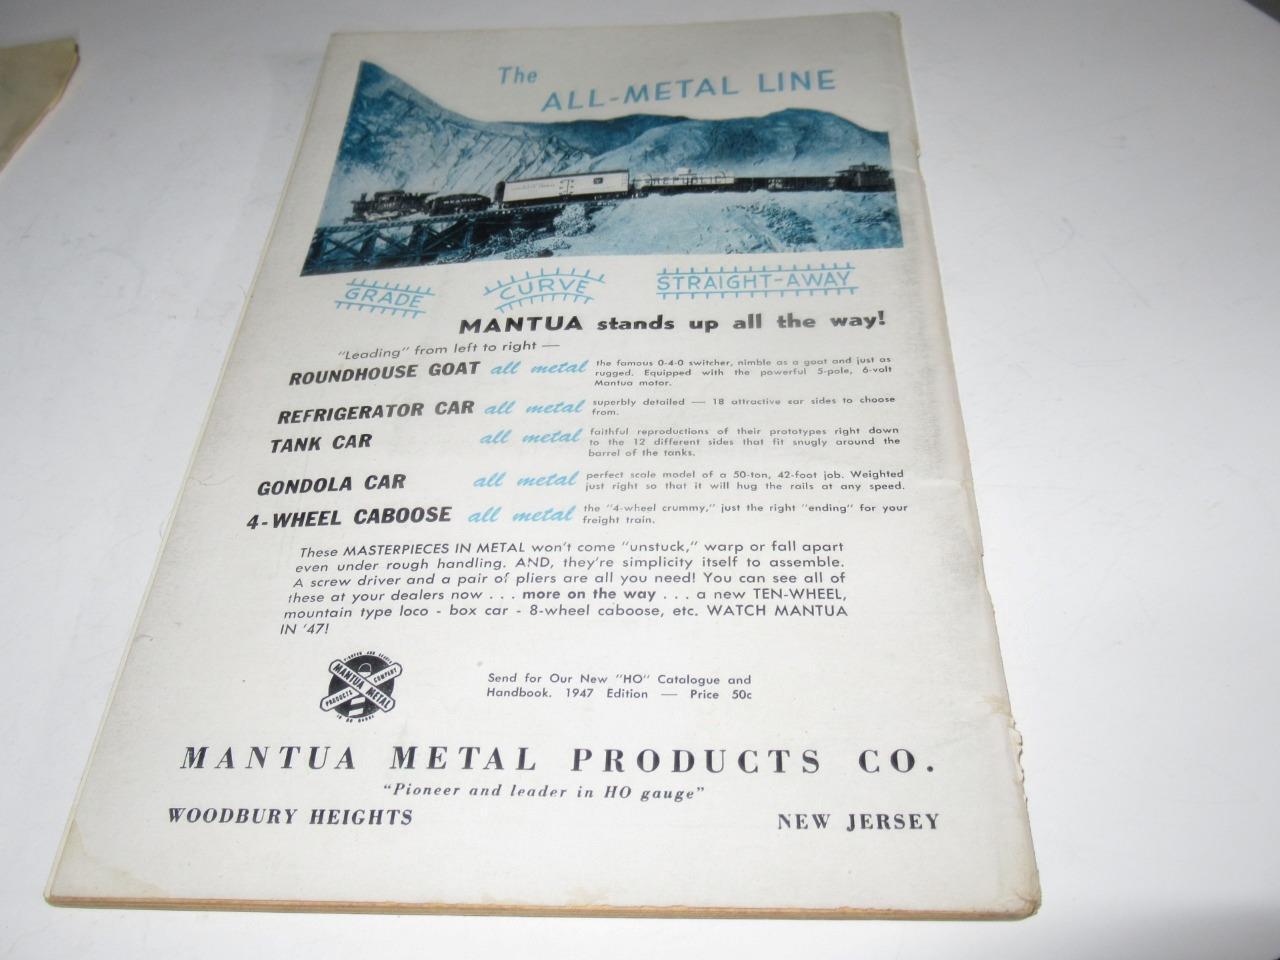 The
ALL-METAL LINE
REPUBLIC
GRADE
CURVE
STRAIGHT-AWAY
MANTUA stands up all the way!
"Leading" from left to right —
ROUNDHOUSE GOAT all metal the famous 0-4-0 switcher, nimble as a goat and just as
rugged. Equipped with the powerful 5-pole, 6-volt
Mantua motor.
REFRIGERATOR CAR all metal superbly detailed — 18 attractive car sides to choose
from.
TANK CAR all metal faithful reproductions of their prototypes right down
to the 12 different sides that fit snugly around the
barrel of the tanks.
GONDOLA CAR all metal perfect scale model of a 50-ton, 42-foot job. Weighted
just right so that it will hug the rails at any speed.
4-WHEEL CABOOSE all metal the "4-wheel crummy," just the right "ending" for your
freight train.
These MASTERPIECES IN METAL won't come "unstuck," warp or fall apart
even under rough handling. AND, they're simplicity itself to assemble.
A screw driver and a pair of pliers are all you need! You can see all of
these at your dealers now . . . more on the way . . . a new TEN-WHEEL,
mountain type loco - box car - 8-wheel caboose, etc. WATCH MANTUA
IN '47!
MANTUA METAL
PRODUCTS COMPANY
Send for Our New "HO" Catalogue and
Handbook. 1947 Edition — Price 50c
MANTUA METAL PRODUCTS CO.
"Pioneer and leader in HO gauge"
WOODBURY HEIGHTS NEW JERSEY